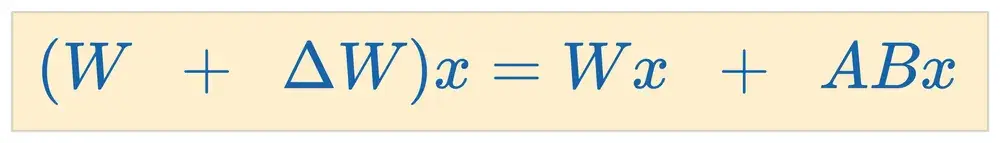 (W + ΔW)x = Wx + ABx